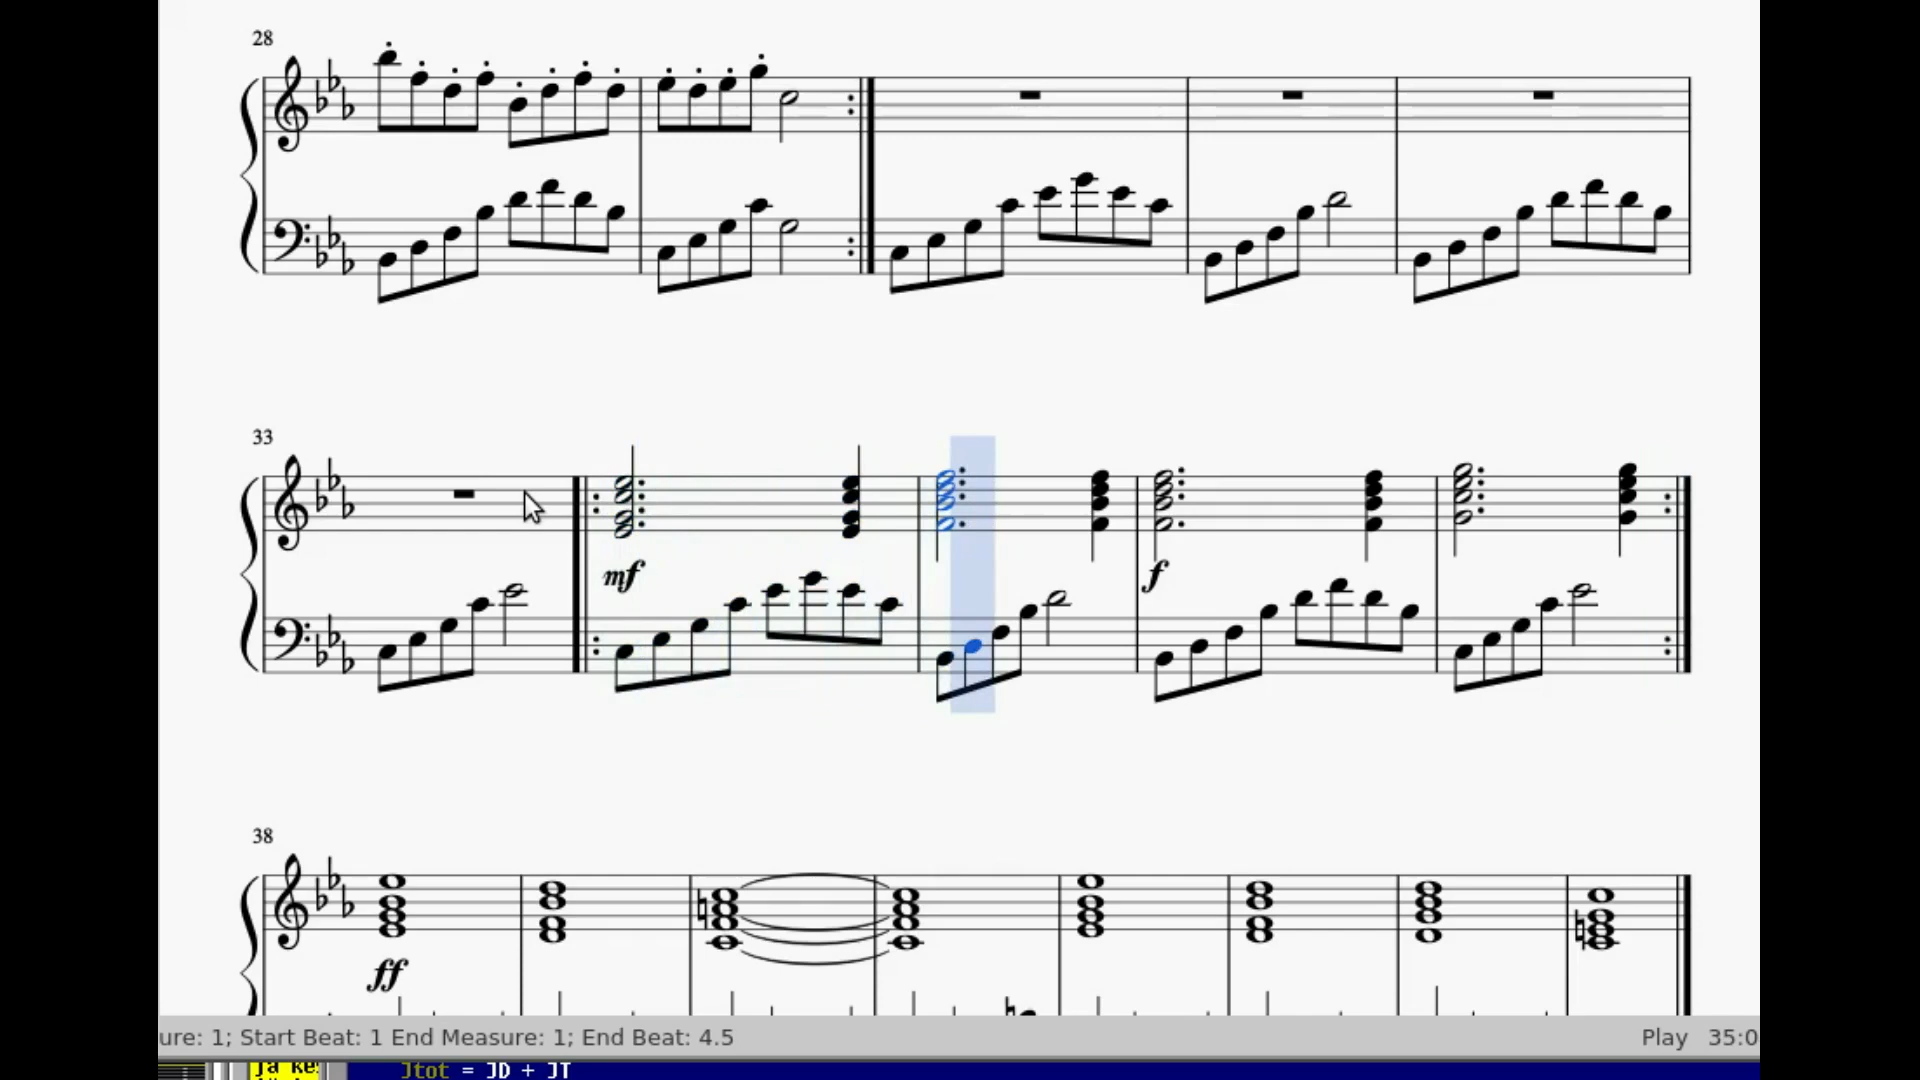 28
33
mf
f
38
ff
ure: 1; Start Beat: 1 End Measure: 1; End Beat: 4.5
Play 35:0
Jtot = JD + JT